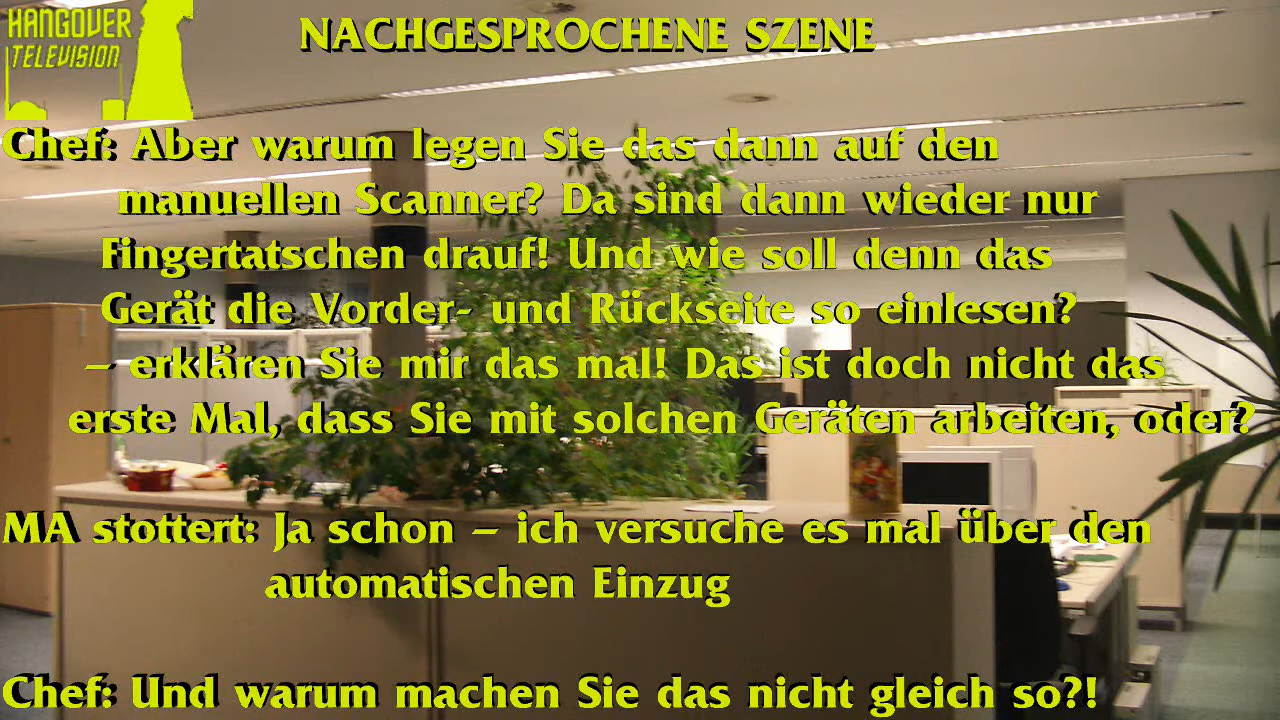 HANGOVER
TELEVISION
NACHGESPROCHENE SZENE
Chef: Aber warum legen Sie das dann auf den
manuellen Scanner? Da sind dann wieder nur
Fingertatschen drauf! Und wie soll denn das
Gerät die Vorder- und Rückseite so einlesen?
– erklären Sie mir das mal! Das ist doch nicht das
erste Mal, dass Sie mit solchen Geräten arbeiten, oder?
MA stottert: Ja schon – ich versuche es mal über den
automatischen Einzug
Chef: Und warum machen Sie das nicht gleich so?!